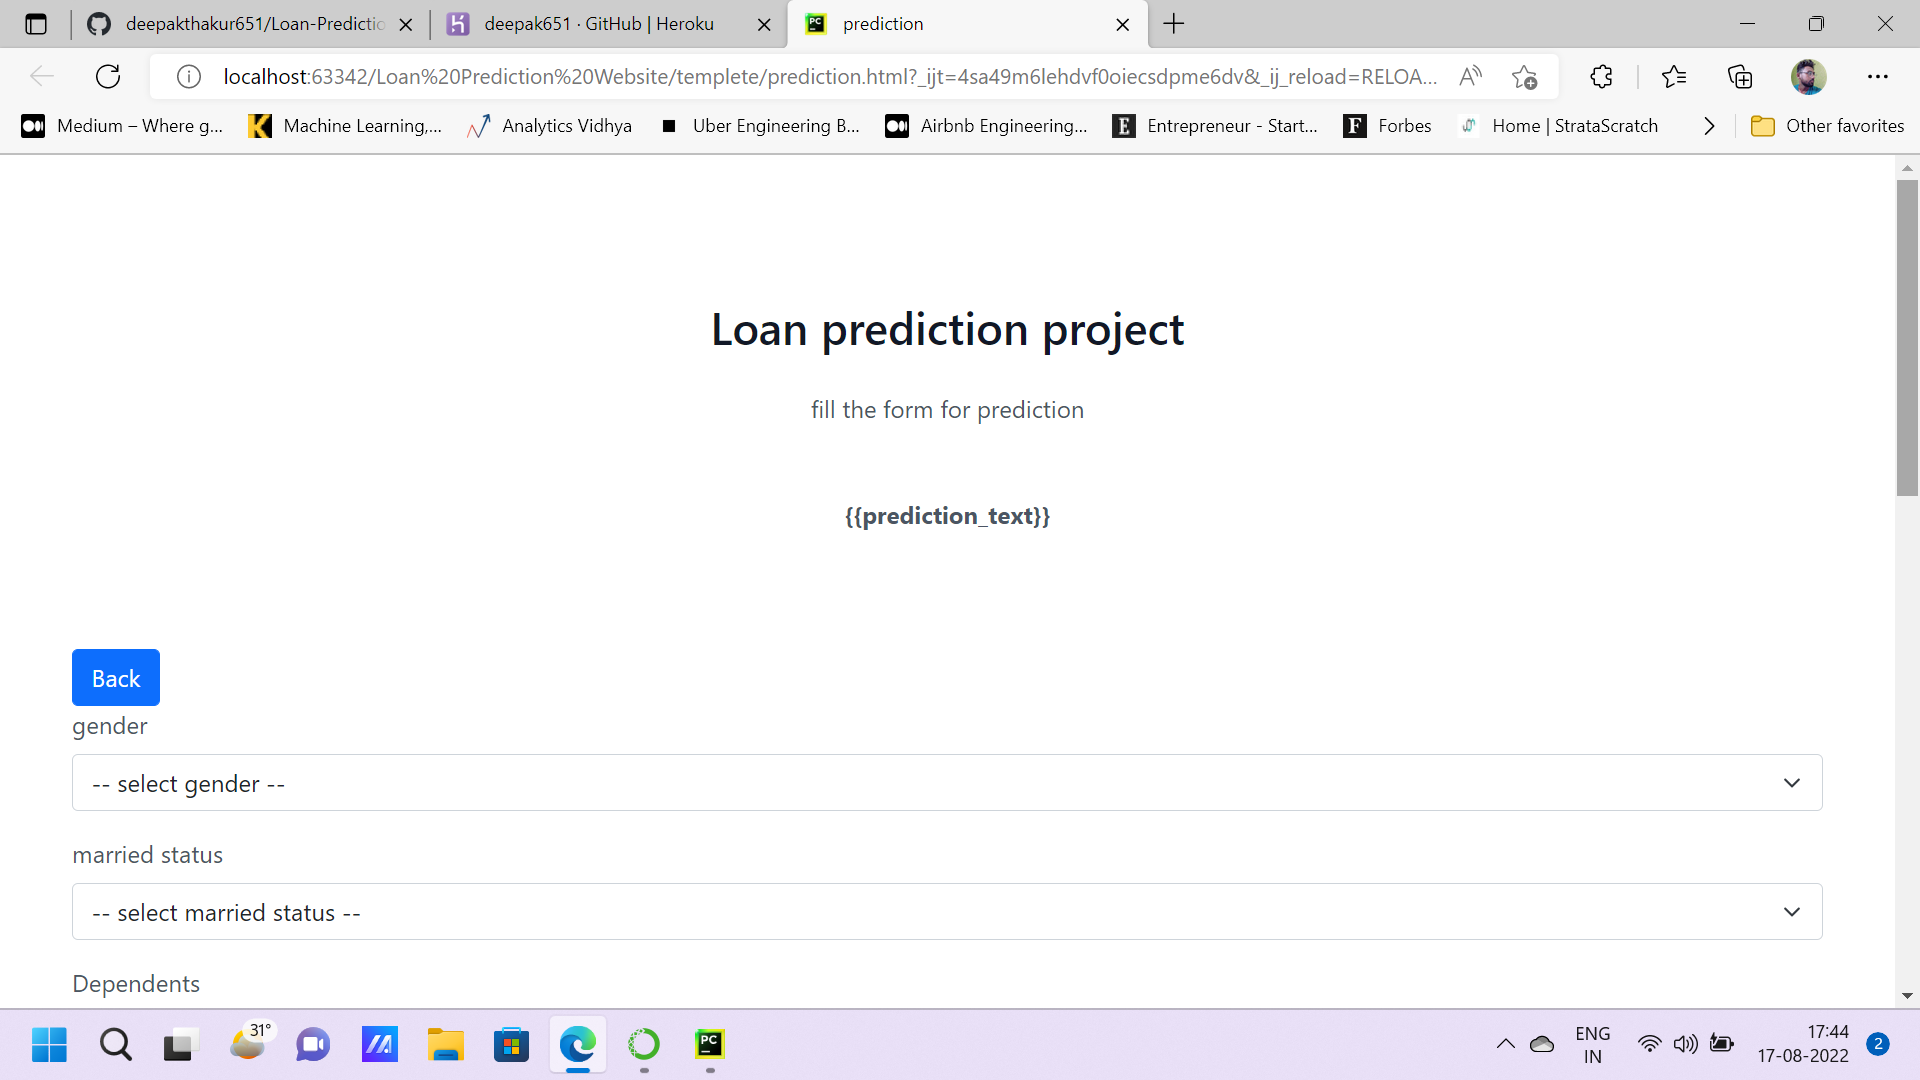 deepakthakur651/Loan-Predictio
deepak651 · GitHub | Heroku
prediction
localhost:63342/Loan%20Prediction%20Website/templete/prediction.html?_ijt=4sa49m6lehdvf0oiecsdpme6dv&_ij_reload=RELOA...
Medium – Where g...
Machine Learning,...
Analytics Vidhya
Uber Engineering B...
Airbnb Engineering...
Entrepreneur - Start...
Forbes
Home | StrataScratch
Other favorites
Loan prediction project
fill the form for prediction
{{prediction_text}}
Back
gender
-- select gender --
married status
-- select married status --
Dependents
31°
ENG
IN
17:44
17-08-2022
2